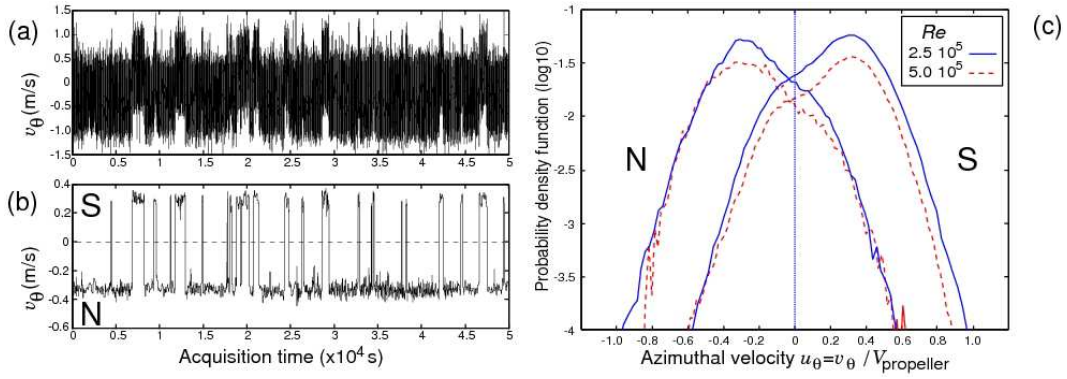 (a)
1.5
1.0
0.5
0
-0.5
-1.0
-1.5
vθ(m/s)
0 0.5 1 1.5 2 2.5 3 3.5 4 4.5 5
(b)
0.4
0.2
0
-0.2
-0.4
-0.6
vθ(m/s)
S
N
0 0.5 1 1.5 2 2.5 3 3.5 4 4.5 5
Acquisition time (x10⁴ s)
(c)
Probability density function (log10)
-1
-1.5
-2
-2.5
-3
-3.5
-4
Re
2.5 10⁵
5.0 10⁵
N
S
-1 -0.8 -0.6 -0.4 -0.2 0 0.2 0.4 0.6 0.8 1
Azimuthal velocity uθ=vθ /Vpropeller